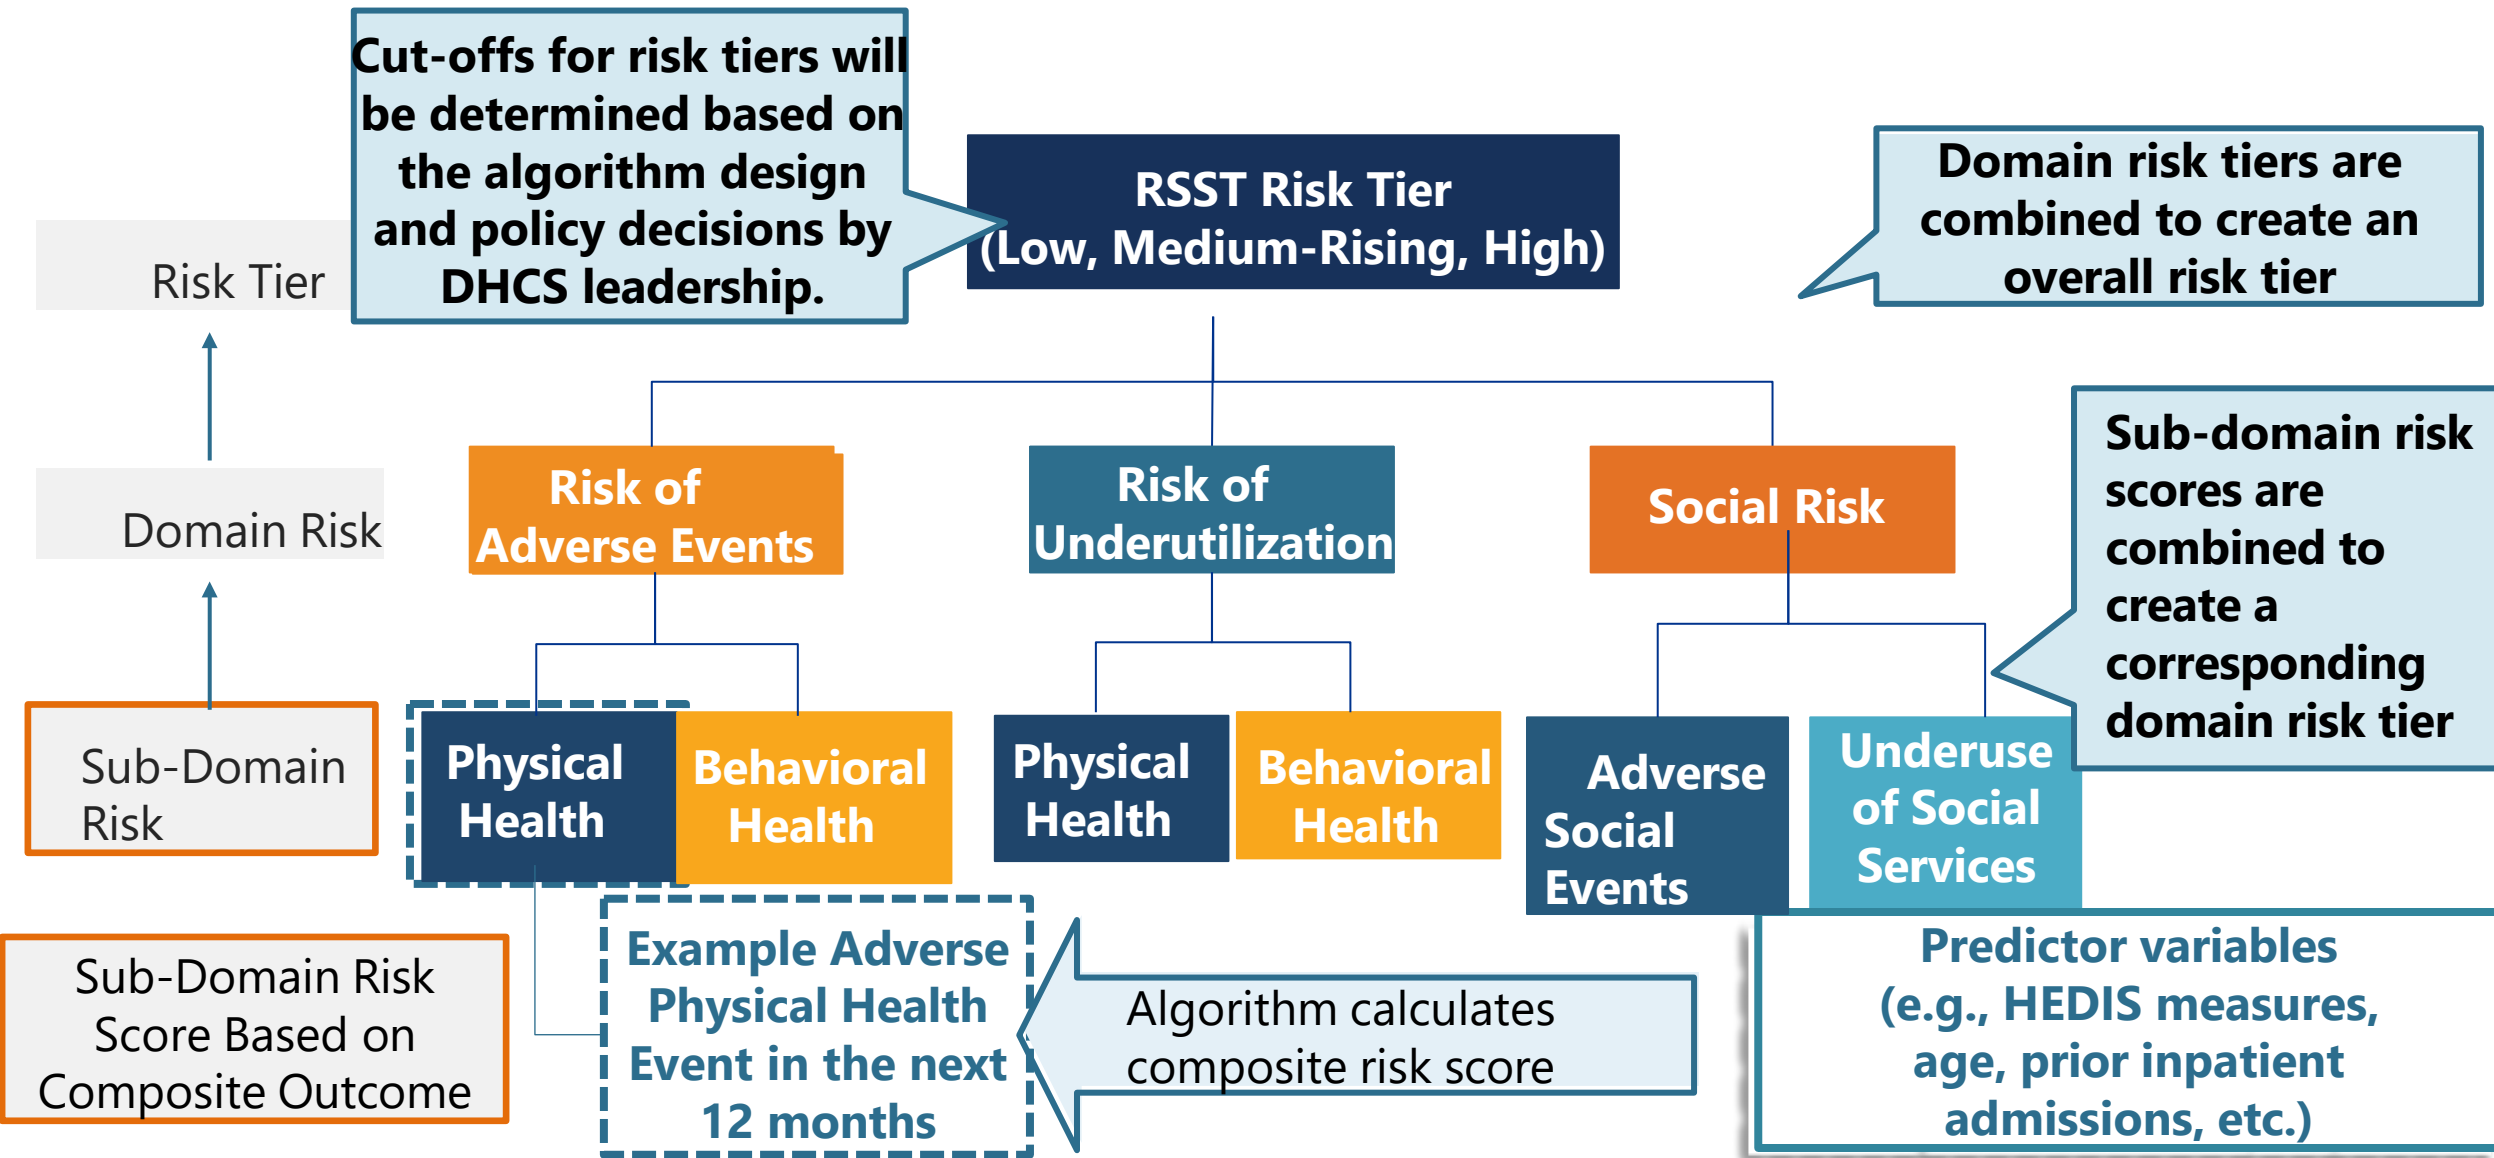 Cut-offs for risk tiers will
be determined based on
the algorithm design
and policy decisions by
DHCS leadership.
RSST Risk Tier
(Low, Medium-Rising, High)
Domain risk tiers are
combined to create an
overall risk tier
Risk Tier
Domain Risk
Risk of
Adverse Events
Risk of
Underutilization
Social Risk
Sub-domain risk
scores are
combined to
create a
corresponding
domain risk tier
Sub-Domain
Risk
Physical
Health
Behavioral
Health
Physical
Health
Behavioral
Health
Adverse
Social
Events
Underuse
of Social
Services
Sub-Domain Risk
Score Based on
Composite Outcome
Example Adverse
Physical Health
Event in the next
12 months
Algorithm calculates
composite risk score
Predictor variables
(e.g., HEDIS measures,
age, prior inpatient
admissions, etc.)